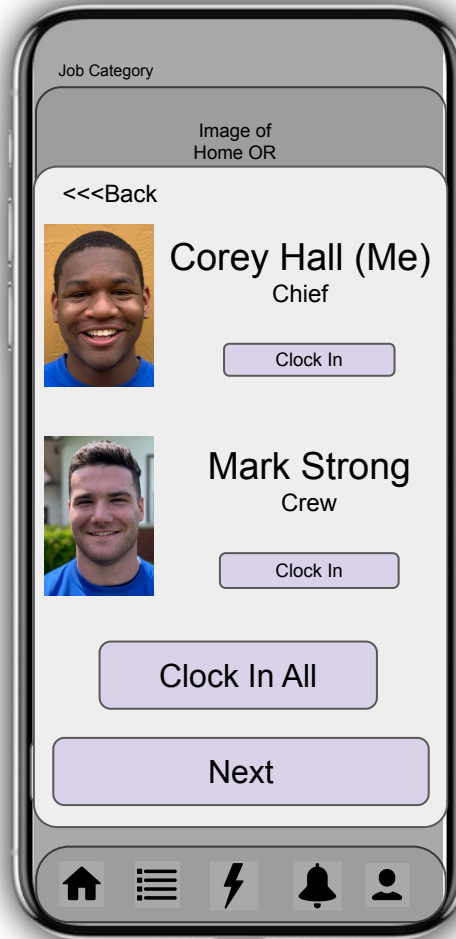 Job Category
Image of
Home OR
<<<Back
Corey Hall (Me)
Chief
Clock In
Mark Strong
Crew
Clock In
Clock In All
Next